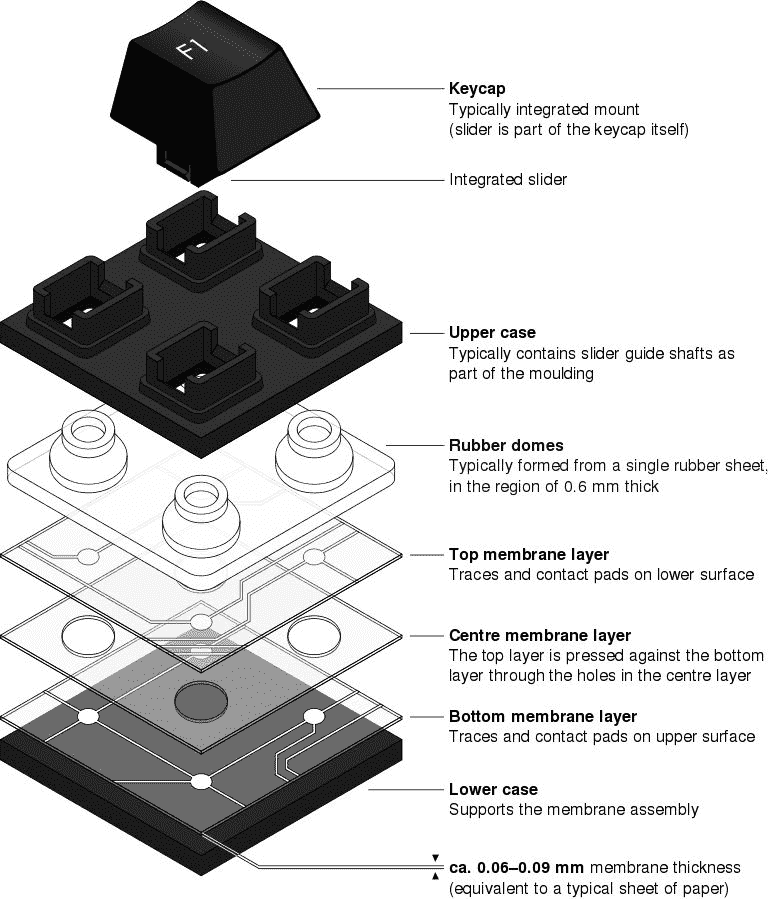 F1
Keycap
Typically integrated mount
(slider is part of the keycap itself)
Integrated slider
Upper case
Typically contains slider guide shafts as
part of the moulding
Rubber domes
Typically formed from a single rubber sheet,
in the region of 0.6 mm thick
Top membrane layer
Traces and contact pads on lower surface
Centre membrane layer
The top layer is pressed against the bottom
layer through the holes in the centre layer
Bottom membrane layer
Traces and contact pads on upper surface
Lower case
Supports the membrane assembly
ca. 0.06–0.09 mm membrane thickness
(equivalent to a typical sheet of paper)